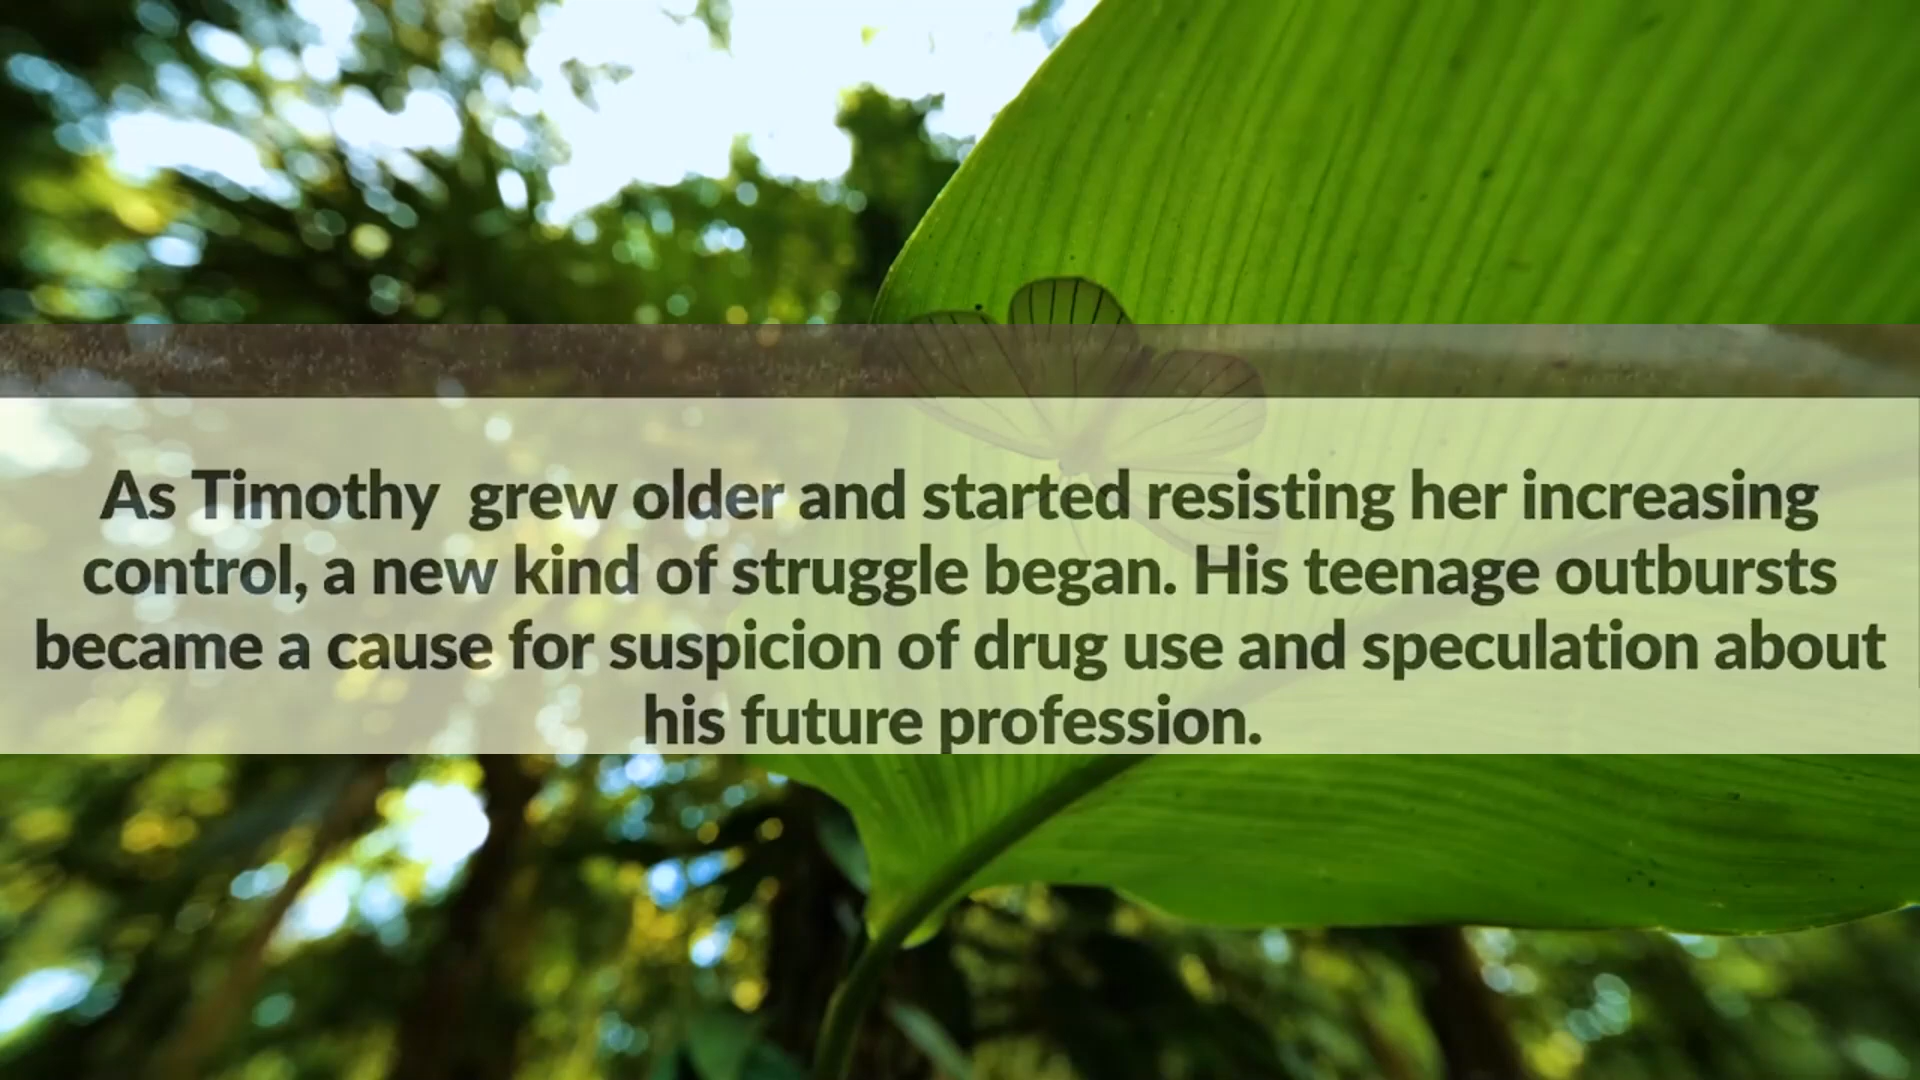 As Timothy  grew older and started resisting her increasing
control, a new kind of struggle began. His teenage outbursts
became a cause for suspicion of drug use and speculation about
his future profession.